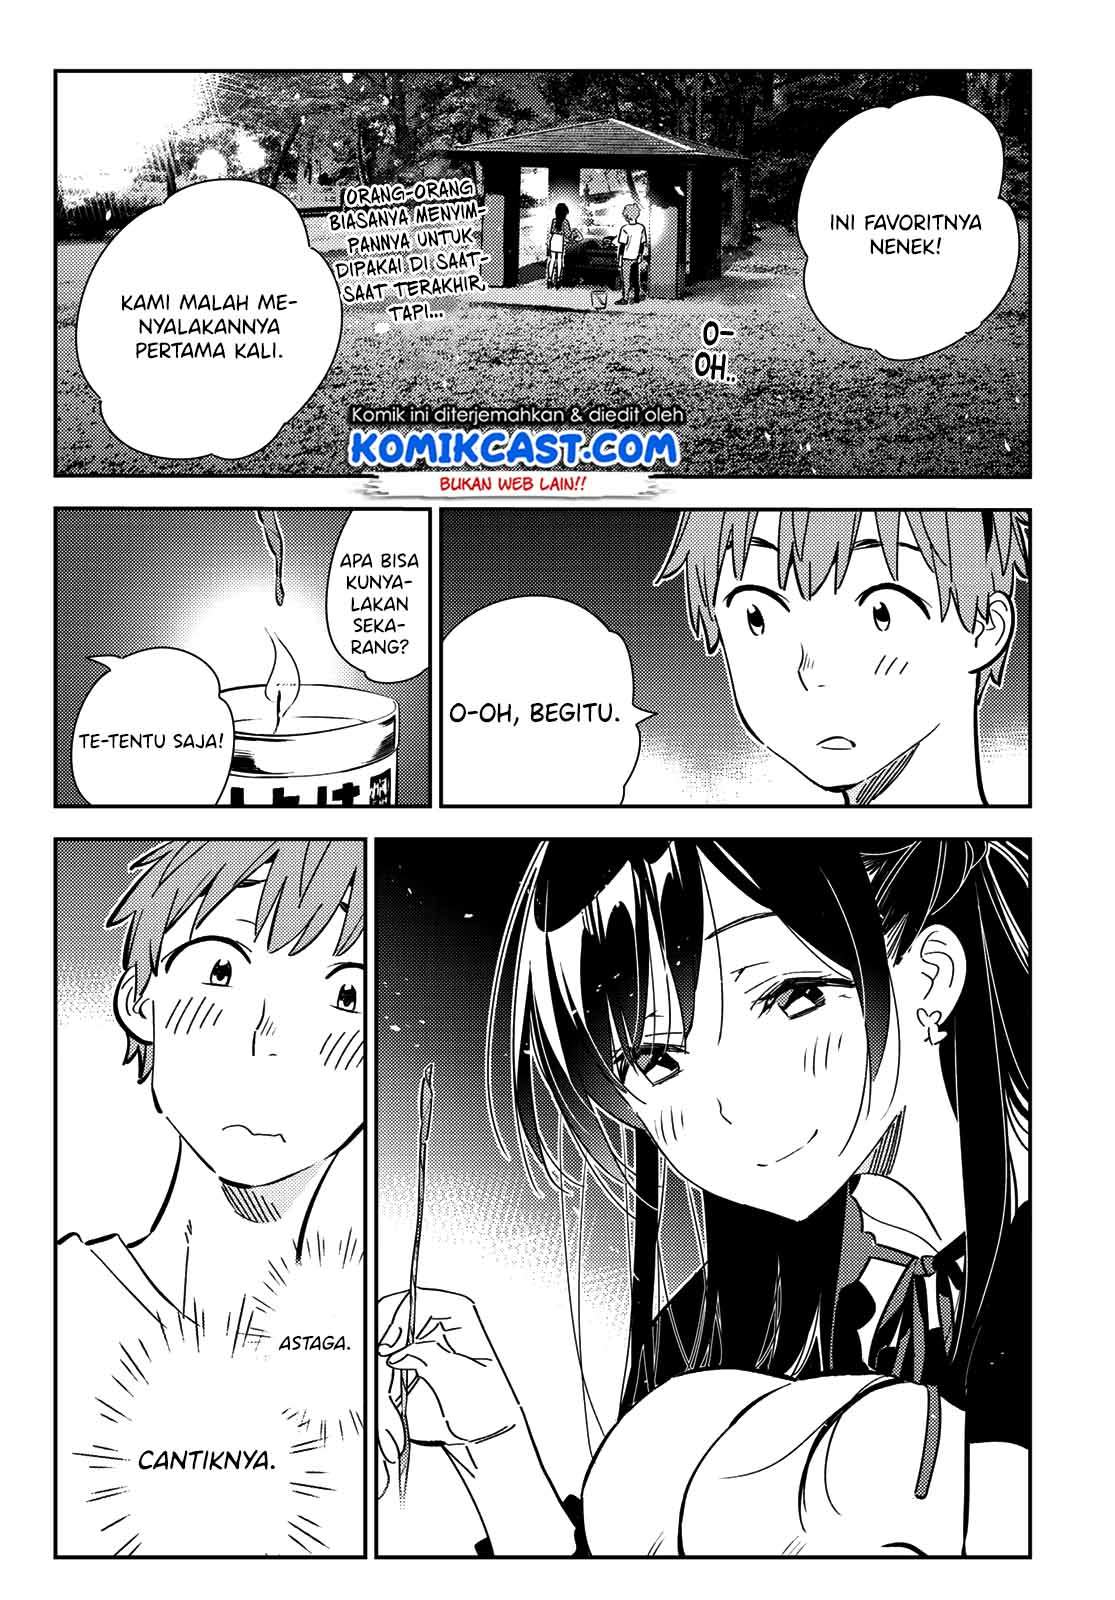 INI FAVORITNYA
NENEK!
ORANG-ORANG
BIASANYA MENYIM-
PANNYA UNTUK
DIPAKAI DI SAAT-
SAAT TERAKHIR,
TAPI...
KAMI MALAH ME-
NYALAKANNYA
PERTAMA KALI.
O-
OH..
Komik ini diterjemahkan & diedit oleh
KOMIKCAST.COM
BUKAN WEB LAIN!!
O-OH, BEGITU.
APA BISA
KUNYA-
LAKAN
SEKA-
RANG?
TE-TENTU SAJA!
ASTAGA.
CANTIKNYA.